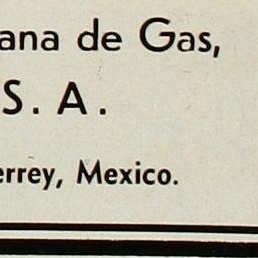 ana de Gas,
S. A.
errey, Mexico.